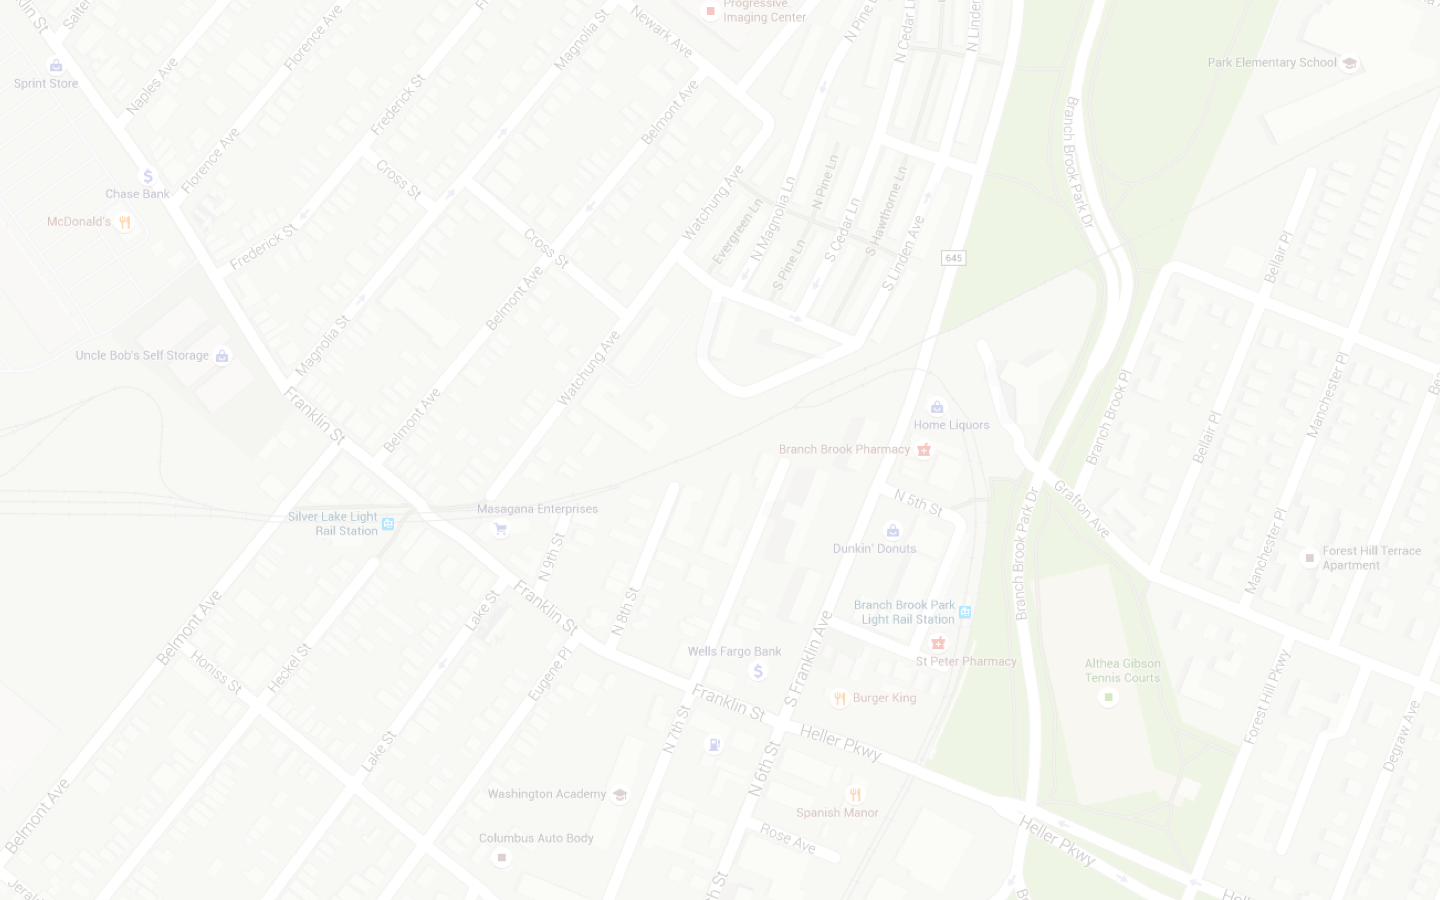 Progressive
Imaging Center
Newark Ave
Magnolia St
Florence Ave
N Pine
N Cedar Ln
N Linden
Park Elementary School
Sprint Store
Naples Ave
Frederick St
Belmont Ave
Branch Brook Park Dr
Chase Bank
Florence Ave
Cross St
McDonald's
Watchung Ave
Evergreen Ln
N Magnolia Ln
N Pine Ln
S Pine Ln
S Cedar Ln
S Hawthorne Ln
S Linden Ave
Frederick St
Cross St
645
Bellair Pl
Belmont Ave
Magnolia St
Uncle Bob's Self Storage
Watchung Ave
Franklin St
Belmont Ave
Home Liquors
Branch Brook Pl
Bellair Pl
Manchester Pl
Branch Brook Pharmacy
N 5th St
Grafton Ave
Masagana Enterprises
Silver Lake Light
Rail Station
Dunkin' Donuts
Branch Brook Park Dr
Manchester Pl
Forest Hill Terrace
Apartment
N 9th St
N 8th St
Lake St
Franklin St
Belmont Ave
Branch Brook Park
Light Rail Station
St Peter Pharmacy
S Franklin Ave
Wells Fargo Bank
Honiss St
Heckel St
Eugene Pl
Althea Gibson
Tennis Courts
Burger King
Franklin St
Heller Pkwy
N 7th St
N 6th St
Lake St
Forest Hill Pkwy
Degraw Ave
Washington Academy
Spanish Manor
Columbus Auto Body
Rose Ave
Heller Pkwy
Belmont Ave